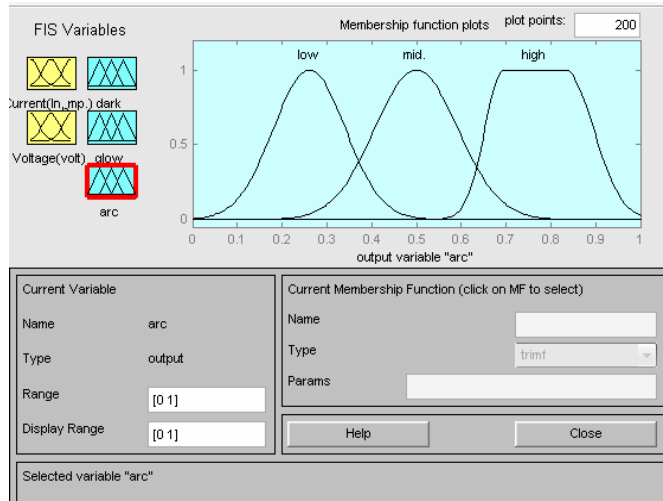 FIS Variables
Membership function plots
plot points:
200
Current(ln_mp.)
dark
Voltage(volt)
glow
arc
low
mid.
high
1
0.5
0
0
0.1
0.2
0.3
0.4
0.5
0.6
0.7
0.8
0.9
1
output variable "arc"
Current Variable
Name
arc
Type
output
Range
[0 1]
Display Range
[0 1]
Current Membership Function (click on MF to select)
Name
Type
trimf
Params
Help
Close
Selected variable "arc"